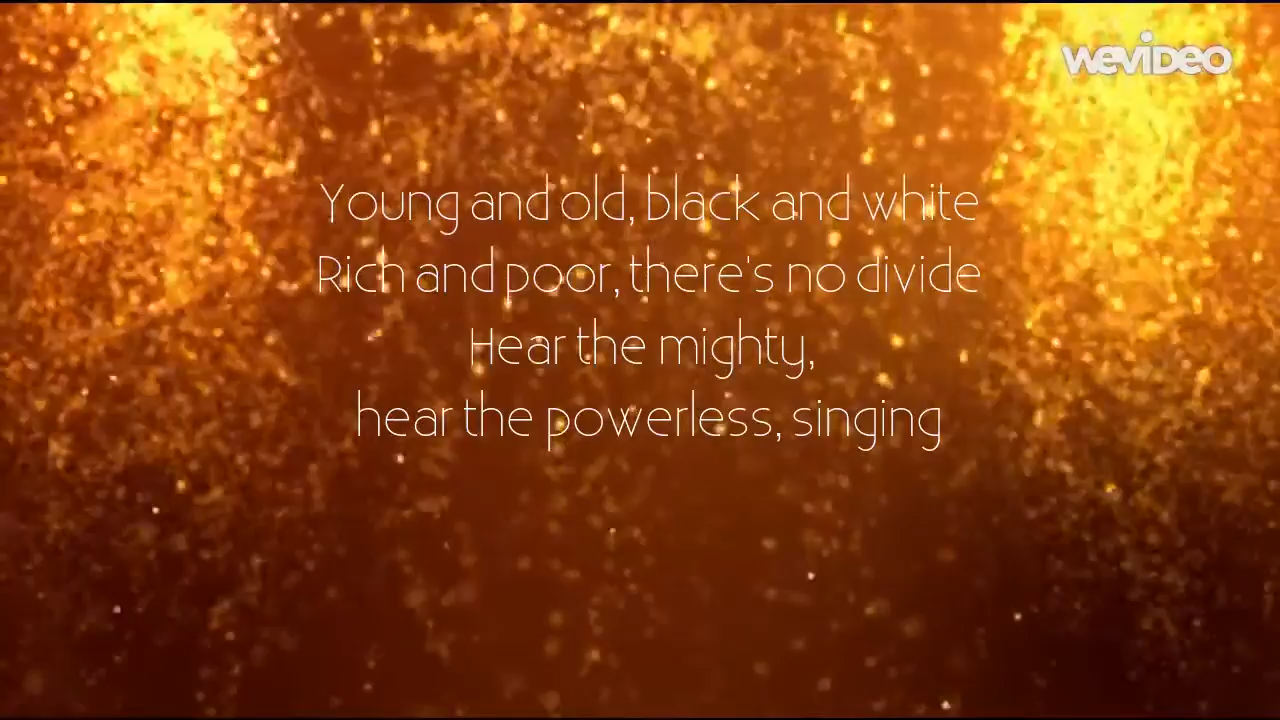 wevideo
Young and old, black and white
Rich and poor, there's no divide
Hear the mighty,
hear the powerless, singing